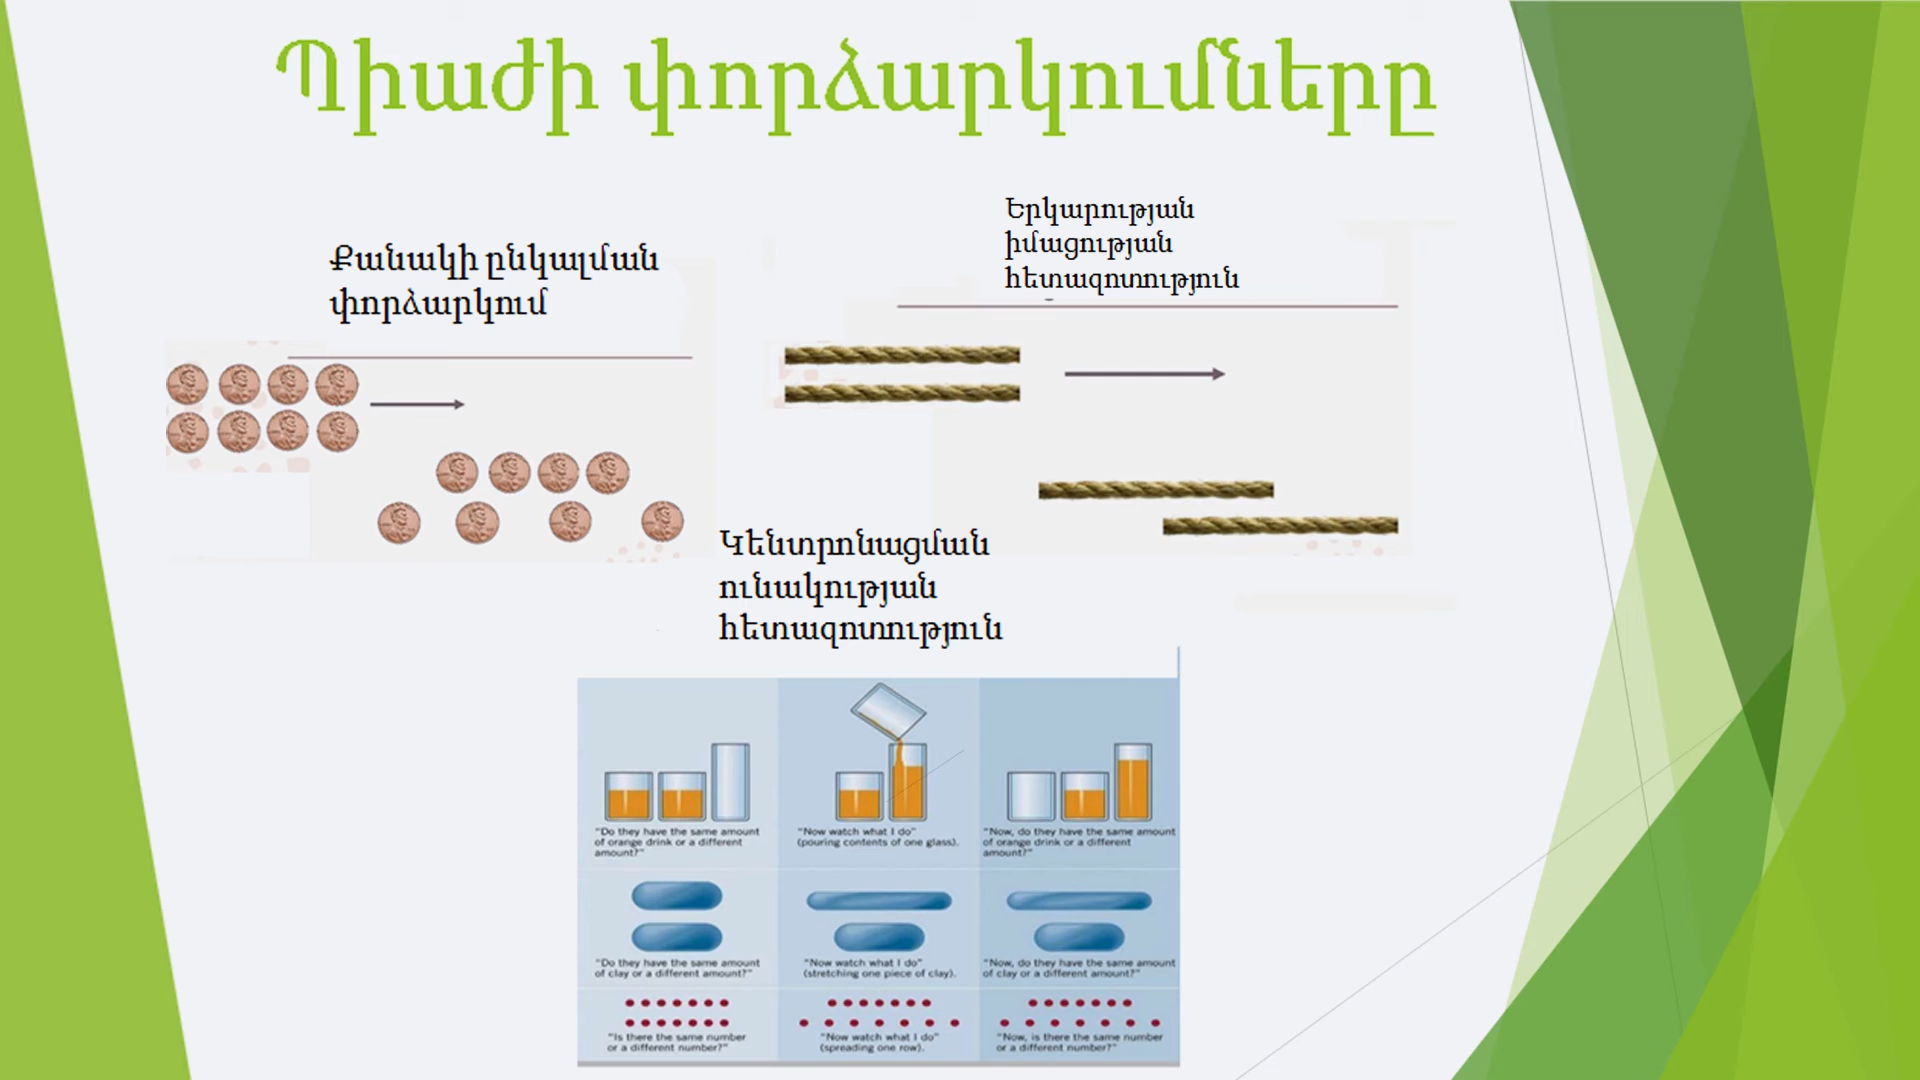 Պիաժի փորձարկումները
Քանակի ընկալման
փորձարկում
Երկարության
իմացության
հետազոտություն
Կենտրոնացման
ունակության
հետազոտություն
"Do they have the same amount
of orange drink or a different
amount?"
"Now watch what I do"
(pouring contents of one glass).
"Now, do they have the same amount
of orange drink or a different
amount?"
"Do they have the same amount
of clay or a different amount?"
"Now watch what I do"
(stretching one piece of clay).
"Now, do they have the same amount
of clay or a different amount?"
"Is there the same number
or a different number?"
"Now watch what I do"
(spreading one row).
"Now, is there the same number
or a different number?"